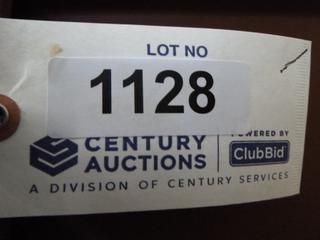 LOT NO
1128
CENTURY
AUCTIONS
POWERED BY
ClubBid
A DIVISION OF CENTURY SERVICES